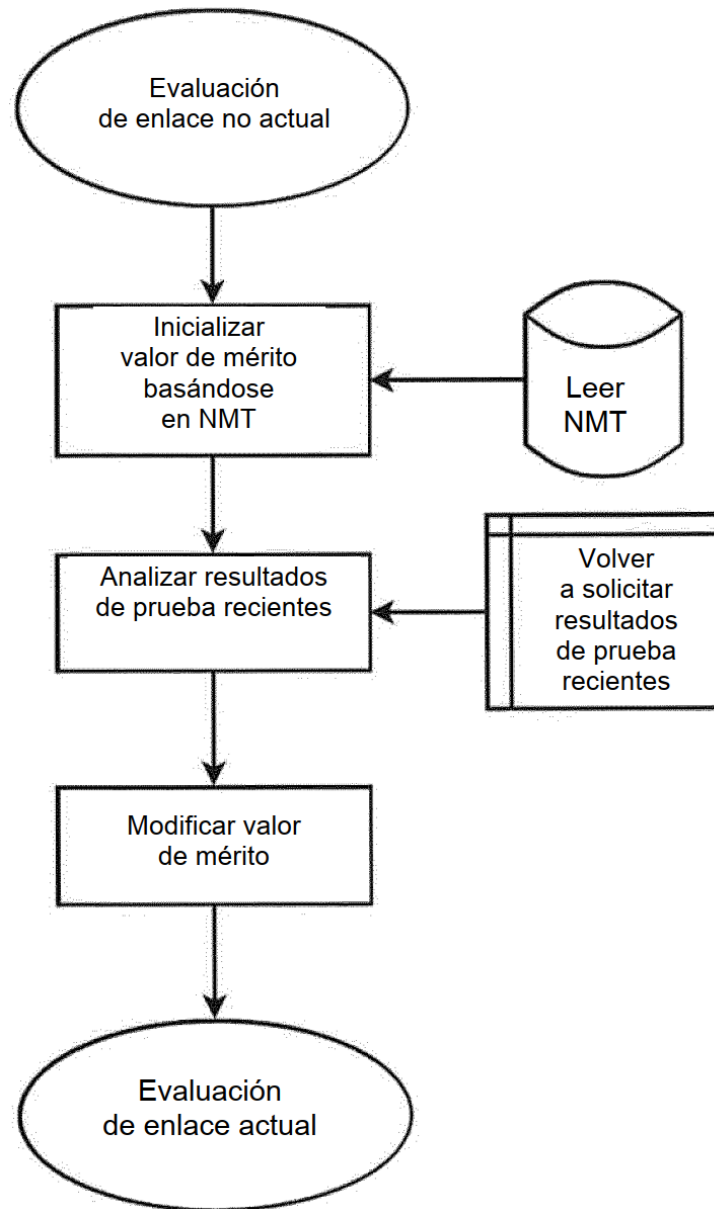 Evaluación
de enlace no actual
Inicializar
valor de mérito
basándose
en NMT
Leer
NMT
Analizar resultados
de prueba recientes
Volver
a solicitar
resultados
de prueba
recientes
Modificar valor
de mérito
Evaluación
de enlace actual